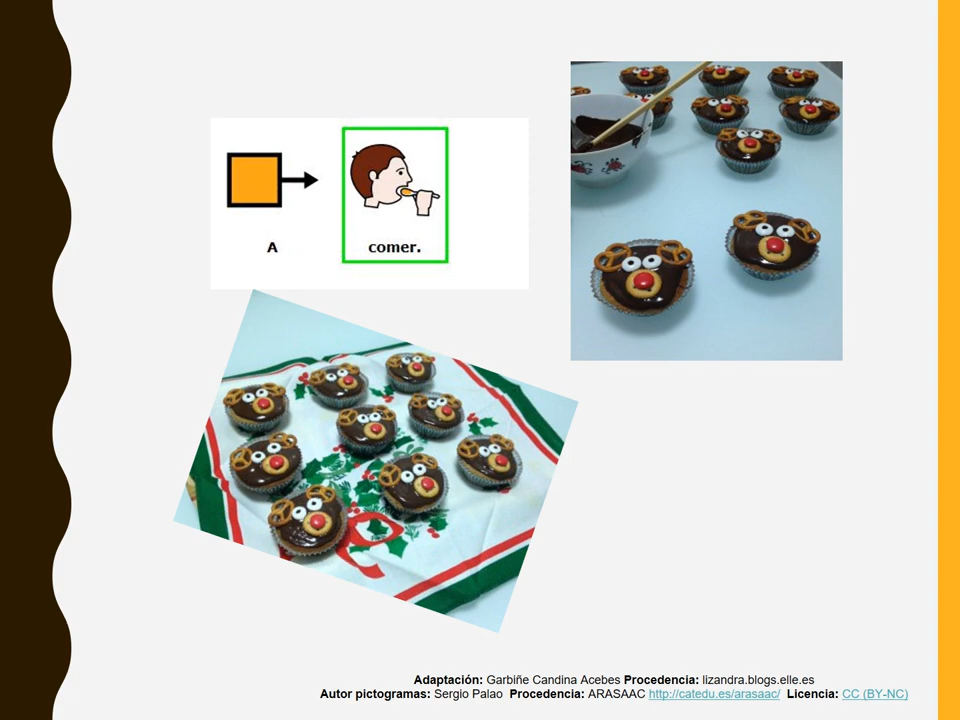 A comer.
Adaptación: Garbiñe Candina Acebes Procedencia: lizandra.blogs.elle.es
Autor pictogramas: Sergio Palao Procedencia: ARASAAC http://catedu.es/arasaac/ Licencia: CC (BY-NC)